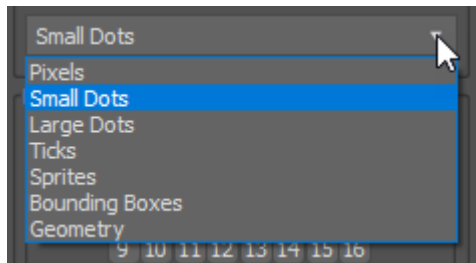 Small Dots
Pixels
Small Dots
Large Dots
Ticks
Sprites
Bounding Boxes
Geometry
9 10 11 12 13 14 15 16